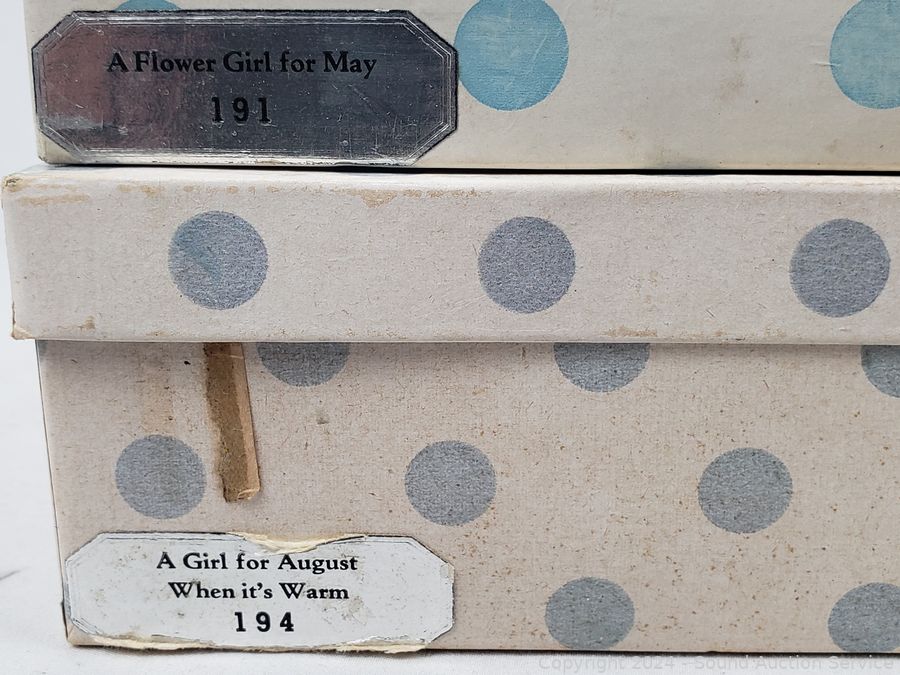 A Flower Girl for May
191
A Girl for August
When it's Warm
194
Copyright 2024 - Sound Auction Service